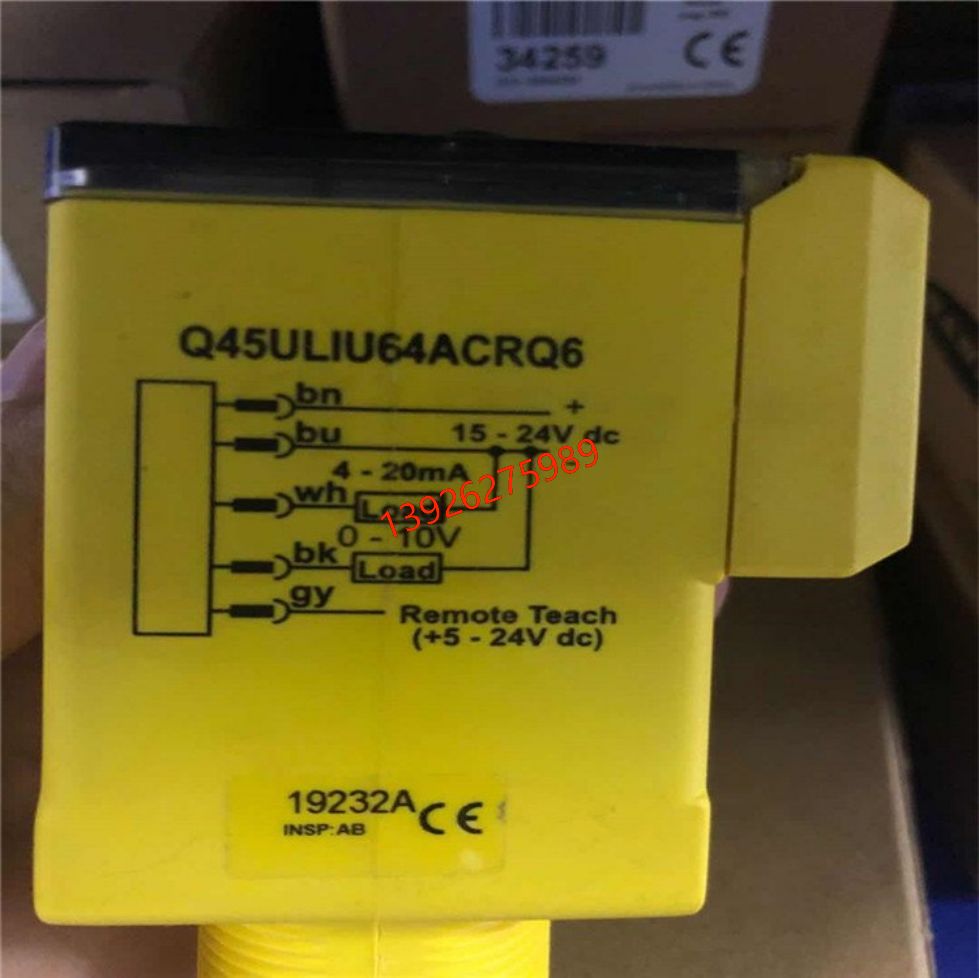 34259
CE
Q45ULIU64ACRQ6
bn
+
bu
15 - 24V dc
4 - 20mA
wh
13926275989
0 - 10V
bk
Load
gy
Remote Teach
(+5 - 24V dc)
19232A
CE
INSP: AB